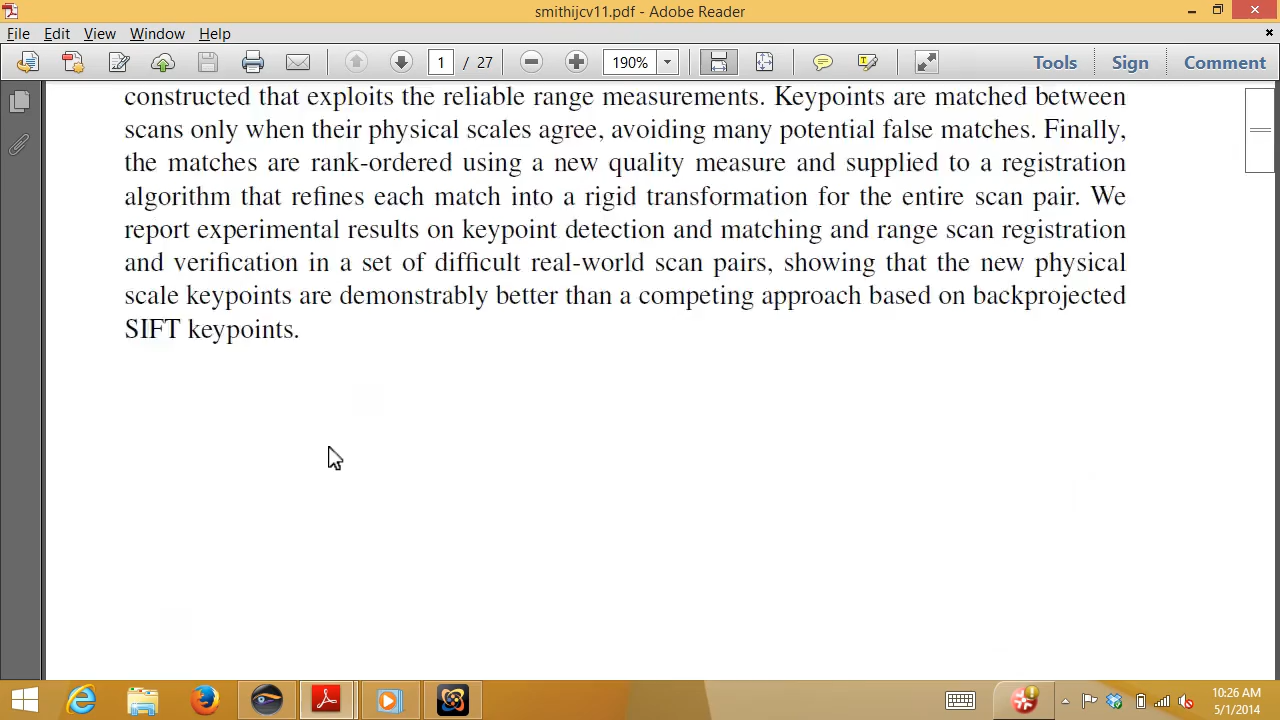 smithijcv11.pdf - Adobe Reader
File Edit View Window Help
1 / 27 190% Tools Sign Comment
constructed that exploits the reliable range measurements. Keypoints are matched between
scans only when their physical scales agree, avoiding many potential false matches. Finally,
the matches are rank-ordered using a new quality measure and supplied to a registration
algorithm that refines each match into a rigid transformation for the entire scan pair. We
report experimental results on keypoint detection and matching and range scan registration
and verification in a set of difficult real-world scan pairs, showing that the new physical
scale keypoints are demonstrably better than a competing approach based on backprojected
SIFT keypoints.
10:26 AM
5/1/2014